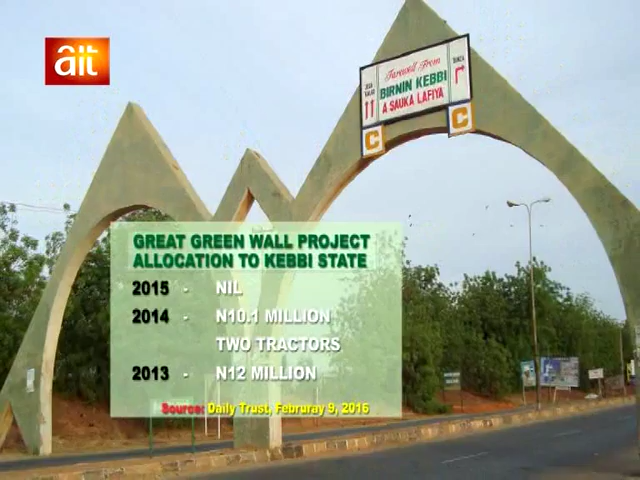 ait
Farewell From
BIRNIN KEBBI
A SAUKA LAFIYA
C
C
GREAT GREEN WALL PROJECT
ALLOCATION TO KEBBI STATE
2015 - NIL
2014 - N10.1 MILLION
TWO TRACTORS
2013 - N12 MILLION
Source: Daily Trust, Februray 9, 2016